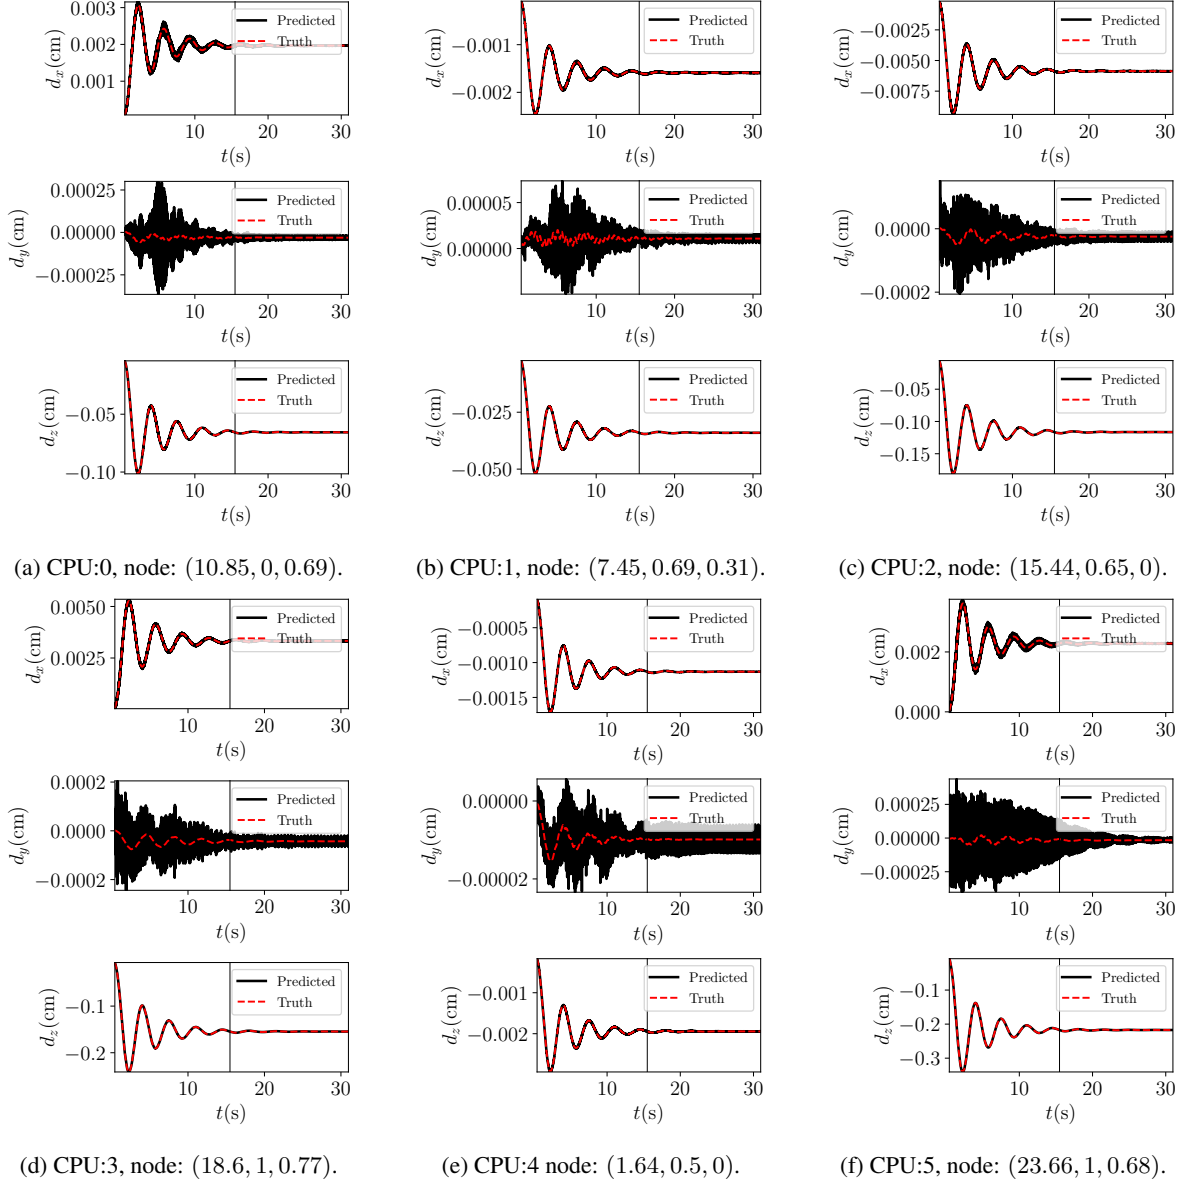 0.003
0.002
0.001
d_x(cm)
10 20 30
t(s)
Predicted
Truth
−0.001
−0.002
d_x(cm)
10 20 30
t(s)
Predicted
Truth
−0.0025
−0.0050
−0.0075
d_x(cm)
10 20 30
t(s)
Predicted
Truth
0.00025
0.00000
−0.00025
d_y(cm)
10 20 30
t(s)
Predicted
Truth
0.00005
0.00000
d_y(cm)
10 20 30
t(s)
Predicted
Truth
0.0000
−0.0002
d_y(cm)
10 20 30
t(s)
Predicted
Truth
−0.05
−0.10
d_z(cm)
10 20 30
t(s)
Predicted
Truth
−0.025
−0.050
d_z(cm)
10 20 30
t(s)
Predicted
Truth
−0.05
−0.10
−0.15
d_z(cm)
10 20 30
t(s)
Predicted
Truth
(a) CPU:0, node: (10.85, 0, 0.69).
(b) CPU:1, node: (7.45, 0.69, 0.31).
(c) CPU:2, node: (15.44, 0.65, 0).
0.0050
0.0025
d_x(cm)
10 20 30
t(s)
Predicted
Truth
−0.0005
−0.0010
−0.0015
d_x(cm)
10 20 30
t(s)
Predicted
Truth
0.002
0.000
d_x(cm)
10 20 30
t(s)
Predicted
Truth
0.0002
0.0000
−0.0002
d_y(cm)
10 20 30
t(s)
Predicted
Truth
0.00000
−0.00002
d_y(cm)
10 20 30
t(s)
Predicted
Truth
0.00025
0.00000
−0.00025
d_y(cm)
10 20 30
t(s)
Predicted
Truth
−0.1
−0.2
d_z(cm)
10 20 30
t(s)
Predicted
Truth
−0.001
−0.002
d_z(cm)
10 20 30
t(s)
Predicted
Truth
−0.1
−0.2
−0.3
d_z(cm)
10 20 30
t(s)
Predicted
Truth
(d) CPU:3, node: (18.6, 1, 0.77).
(e) CPU:4 node: (1.64, 0.5, 0).
(f) CPU:5, node: (23.66, 1, 0.68).